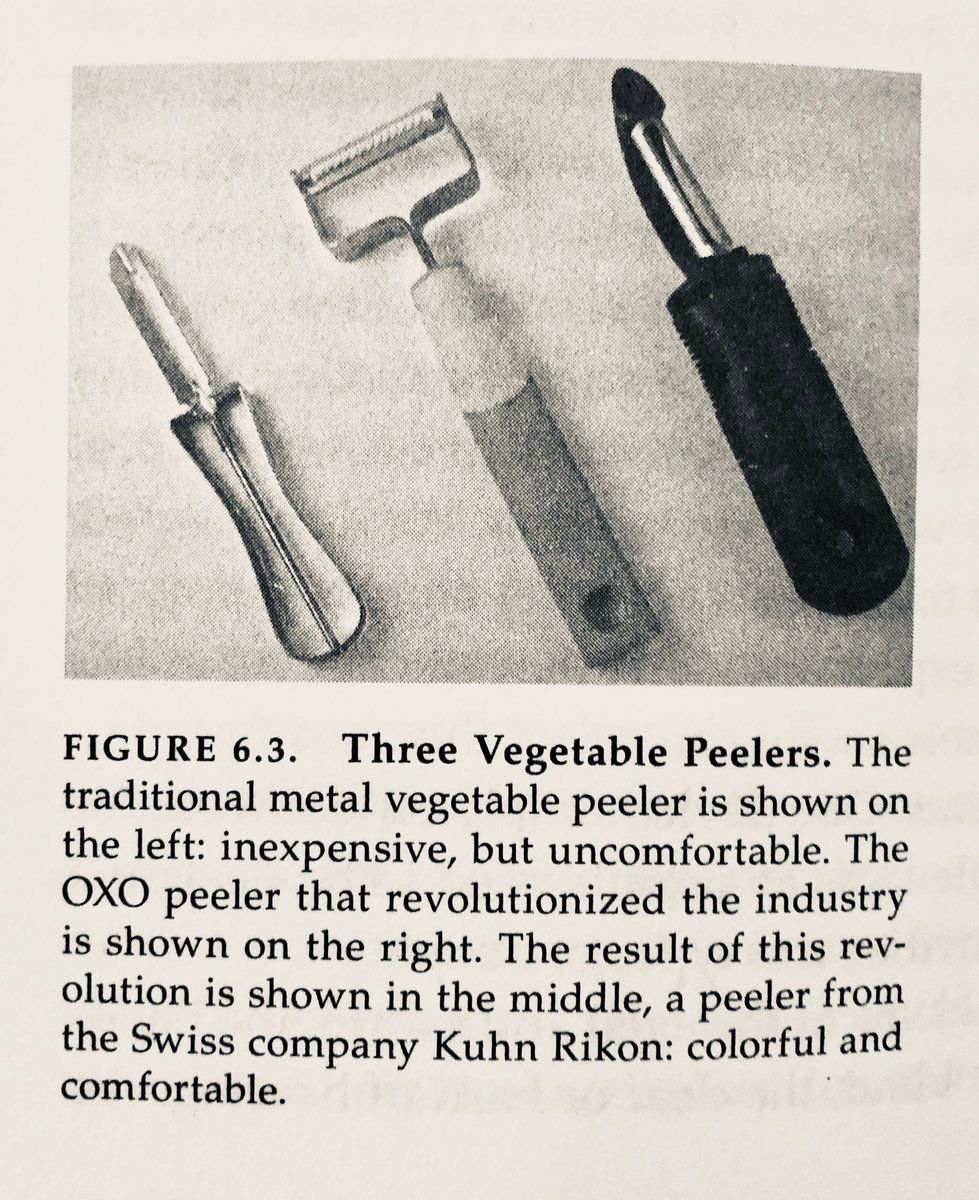 FIGURE 6.3. Three Vegetable Peelers. The
traditional metal vegetable peeler is shown on
the left: inexpensive, but uncomfortable. The
OXO peeler that revolutionized the industry
is shown on the right. The result of this rev-
olution is shown in the middle, a peeler from
the Swiss company Kuhn Rikon: colorful and
comfortable.